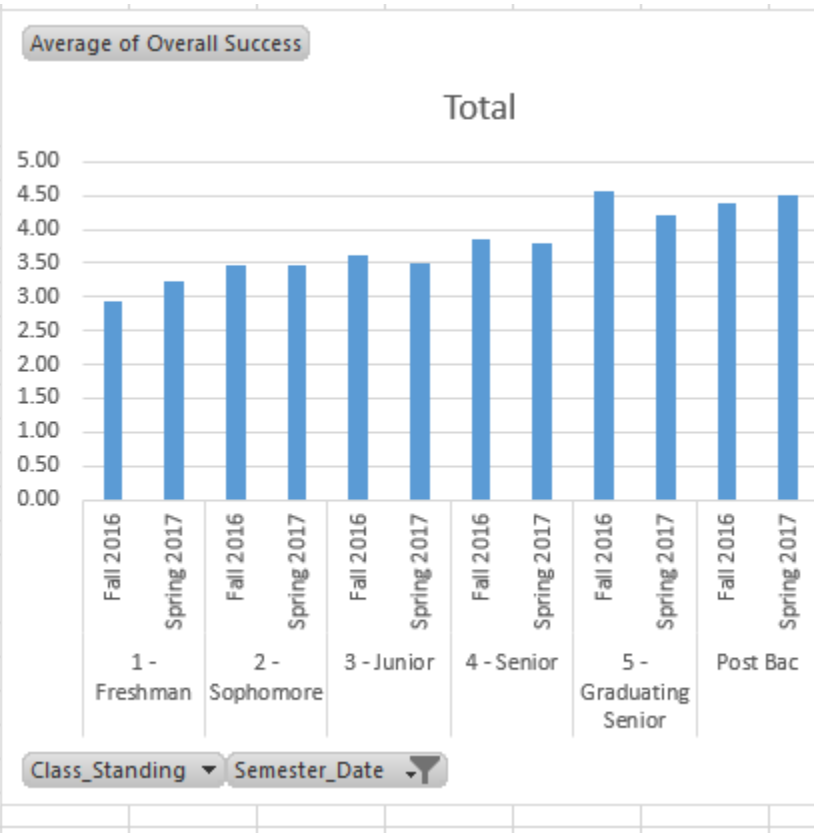 Average of Overall Success
Total
5.00
4.50
4.00
3.50
3.00
2.50
2.00
1.50
1.00
0.50
0.00
Fall 2016
Spring 2017
Fall 2016
Spring 2017
Fall 2016
Spring 2017
Fall 2016
Spring 2017
Fall 2016
Spring 2017
Fall 2016
Spring 2017
1 -
Freshman
2 -
Sophomore
3 - Junior
4 - Senior
5 -
Graduating
Senior
Post Bac
Class_Standing
Semester_Date